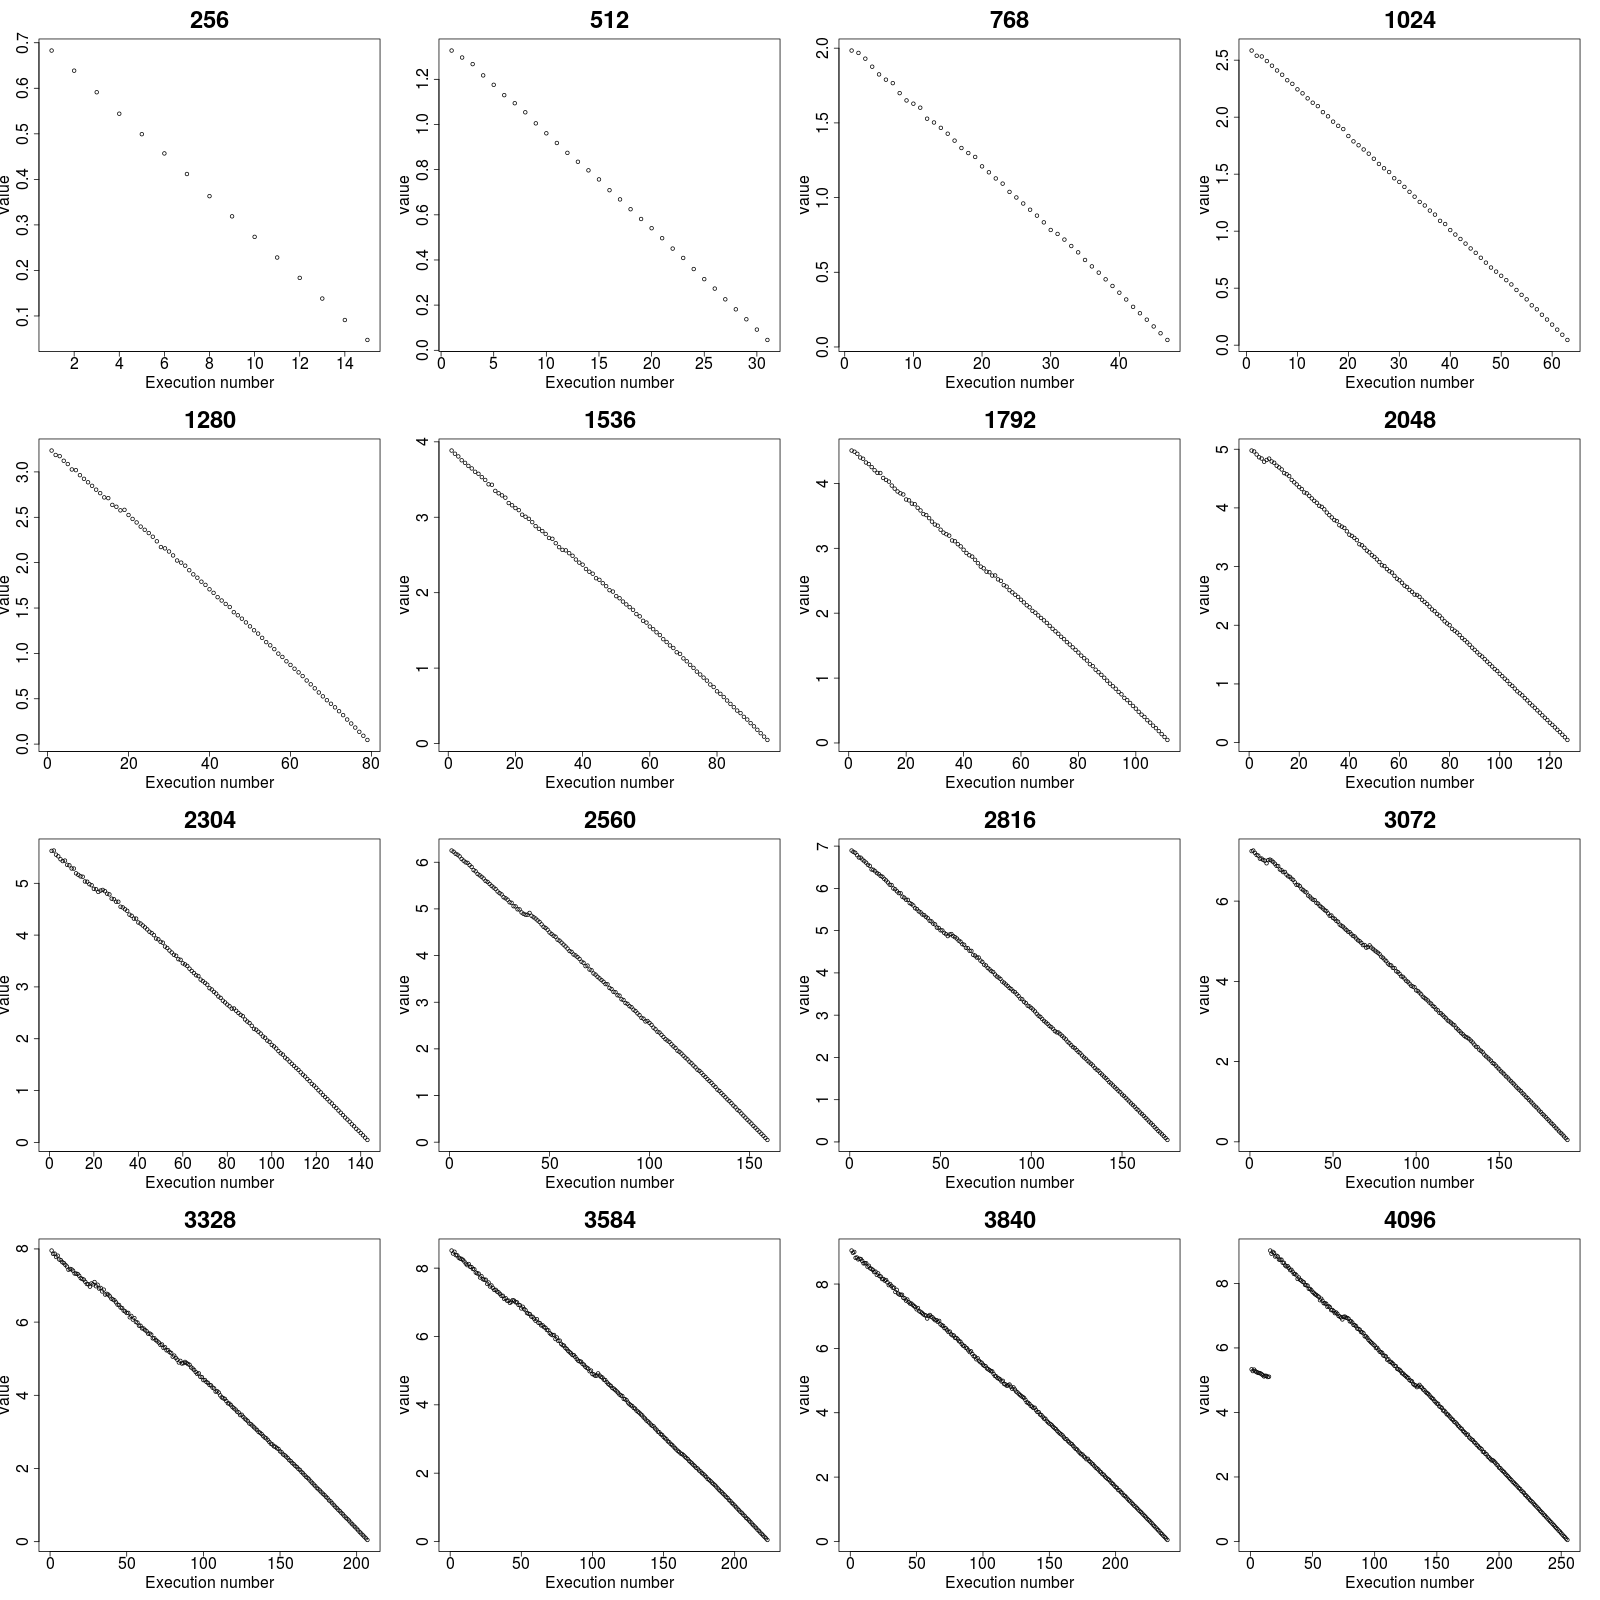 256 512 768 1024
value 0.1 0.2 0.3 0.4 0.5 0.6 0.7
value 0.0 0.2 0.4 0.6 0.8 1.0 1.2
value 0.0 0.5 1.0 1.5 2.0
value 0.0 0.5 1.0 1.5 2.0 2.5
2 4 6 8 10 12 14
0 5 10 15 20 25 30
0 10 20 30 40
0 10 20 30 40 50 60
Execution number Execution number Execution number Execution number
1280 1536 1792 2048
value 0.0 0.5 1.0 1.5 2.0 2.5 3.0
value 0 1 2 3 4
value 0 1 2 3 4
value 0 1 2 3 4 5
0 20 40 60 80
0 20 40 60 80
0 20 40 60 80 100
0 20 40 60 80 100 120
Execution number Execution number Execution number Execution number
2304 2560 2816 3072
value 0 1 2 3 4 5
value 0 1 2 3 4 5 6
value 0 1 2 3 4 5 6 7
value 0 2 4 6
0 20 40 60 80 100 120 140
0 50 100 150
0 50 100 150
0 50 100 150
Execution number Execution number Execution number Execution number
3328 3584 3840 4096
value 0 2 4 6 8
value 0 2 4 6 8
value 0 2 4 6 8
value 0 2 4 6 8
0 50 100 150 200
0 50 100 150 200
0 50 100 150 200
0 50 100 150 200 250
Execution number Execution number Execution number Execution number